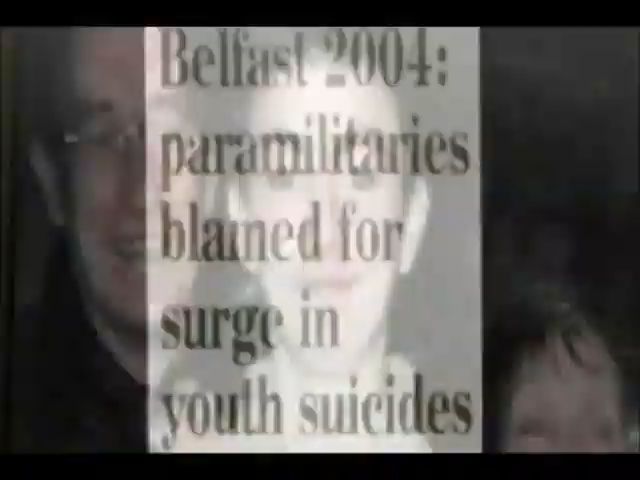 Belfast 2004:
paramilitaries
blamed for
surge in
youth suicides